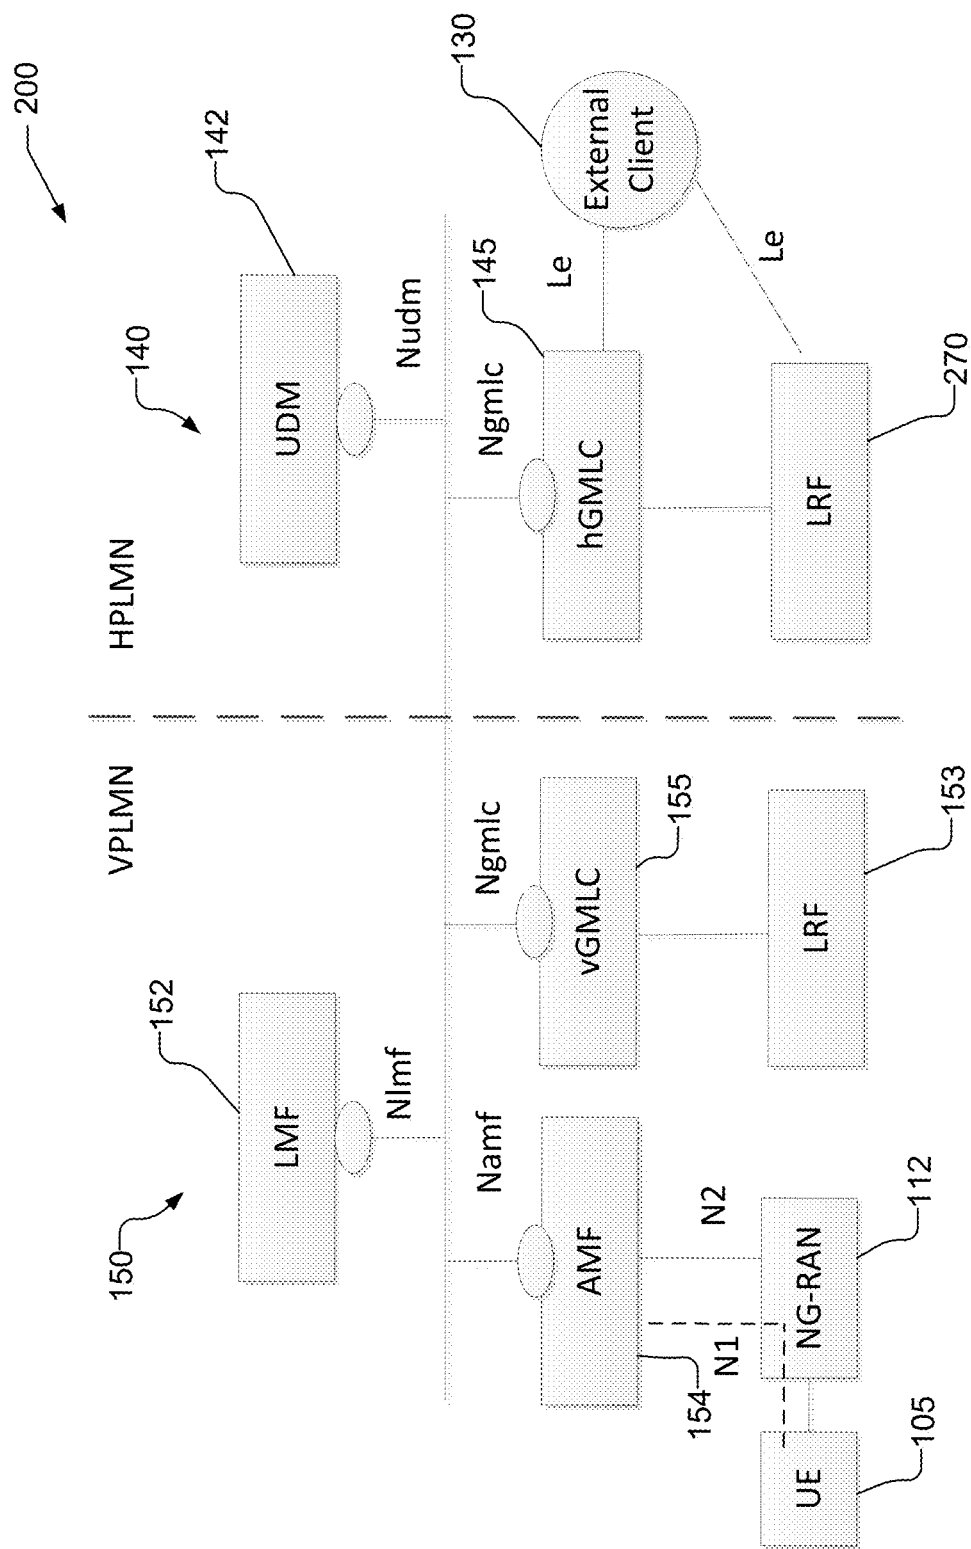 200
150
VPLMN
HPLMN
140
152
142
LMF
UDM
Nlmf
Nudm
Namf
Ngmlc
Ngmlc
145
Le
130
AMF
vGMLC
hGMLC
External
Client
154
155
N1
N2
Le
UE
NG-RAN
LRF
LRF
105
112
153
270